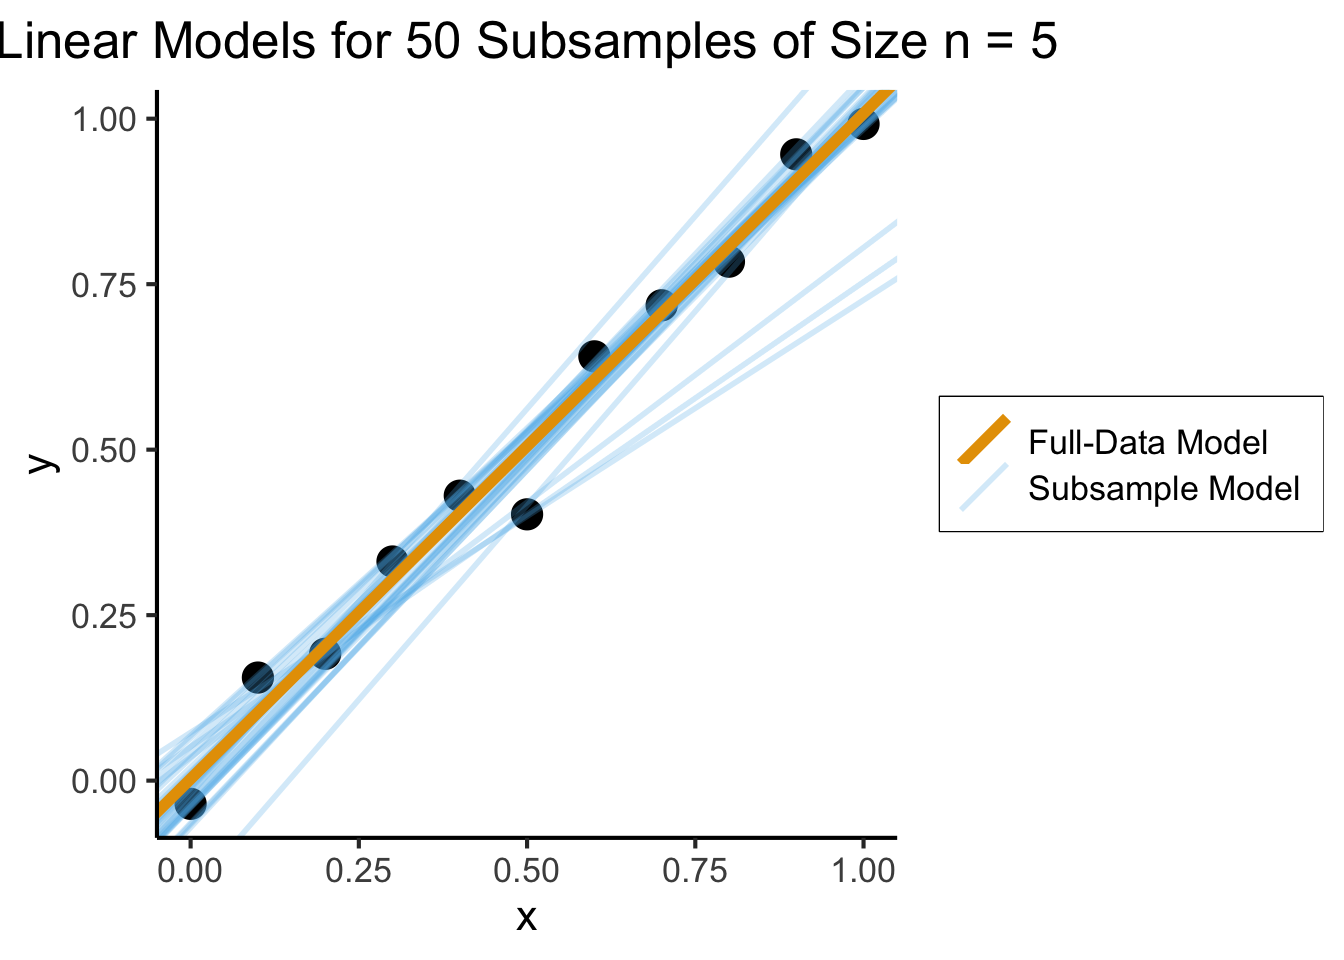 Linear Models for 50 Subsamples of Size n = 5
1.00
0.75
0.50
0.25
0.00
y
0.00 0.25 0.50 0.75 1.00
x
Full-Data Model
Subsample Model